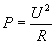 P = U² / R